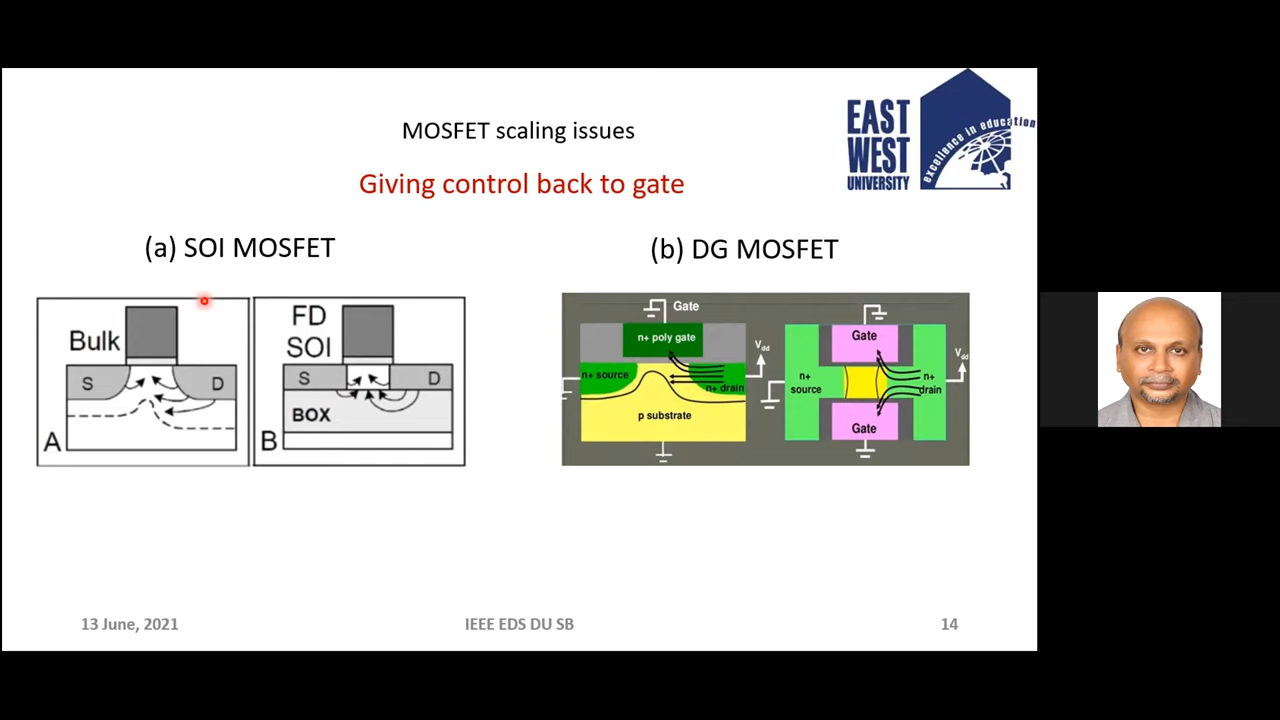 MOSFET scaling issues
Giving control back to gate
EAST
WEST
UNIVERSITY
excellence in education
(a) SOI MOSFET
(b) DG MOSFET
Bulk
S
D
A
FD
SOI
S
D
BOX
B
Gate
n+ poly gate
Vdd
n+ source
n+ drain
p substrate
Gate
Vdd
n+
source
n+
drain
Gate
13 June, 2021
IEEE EDS DU SB
14